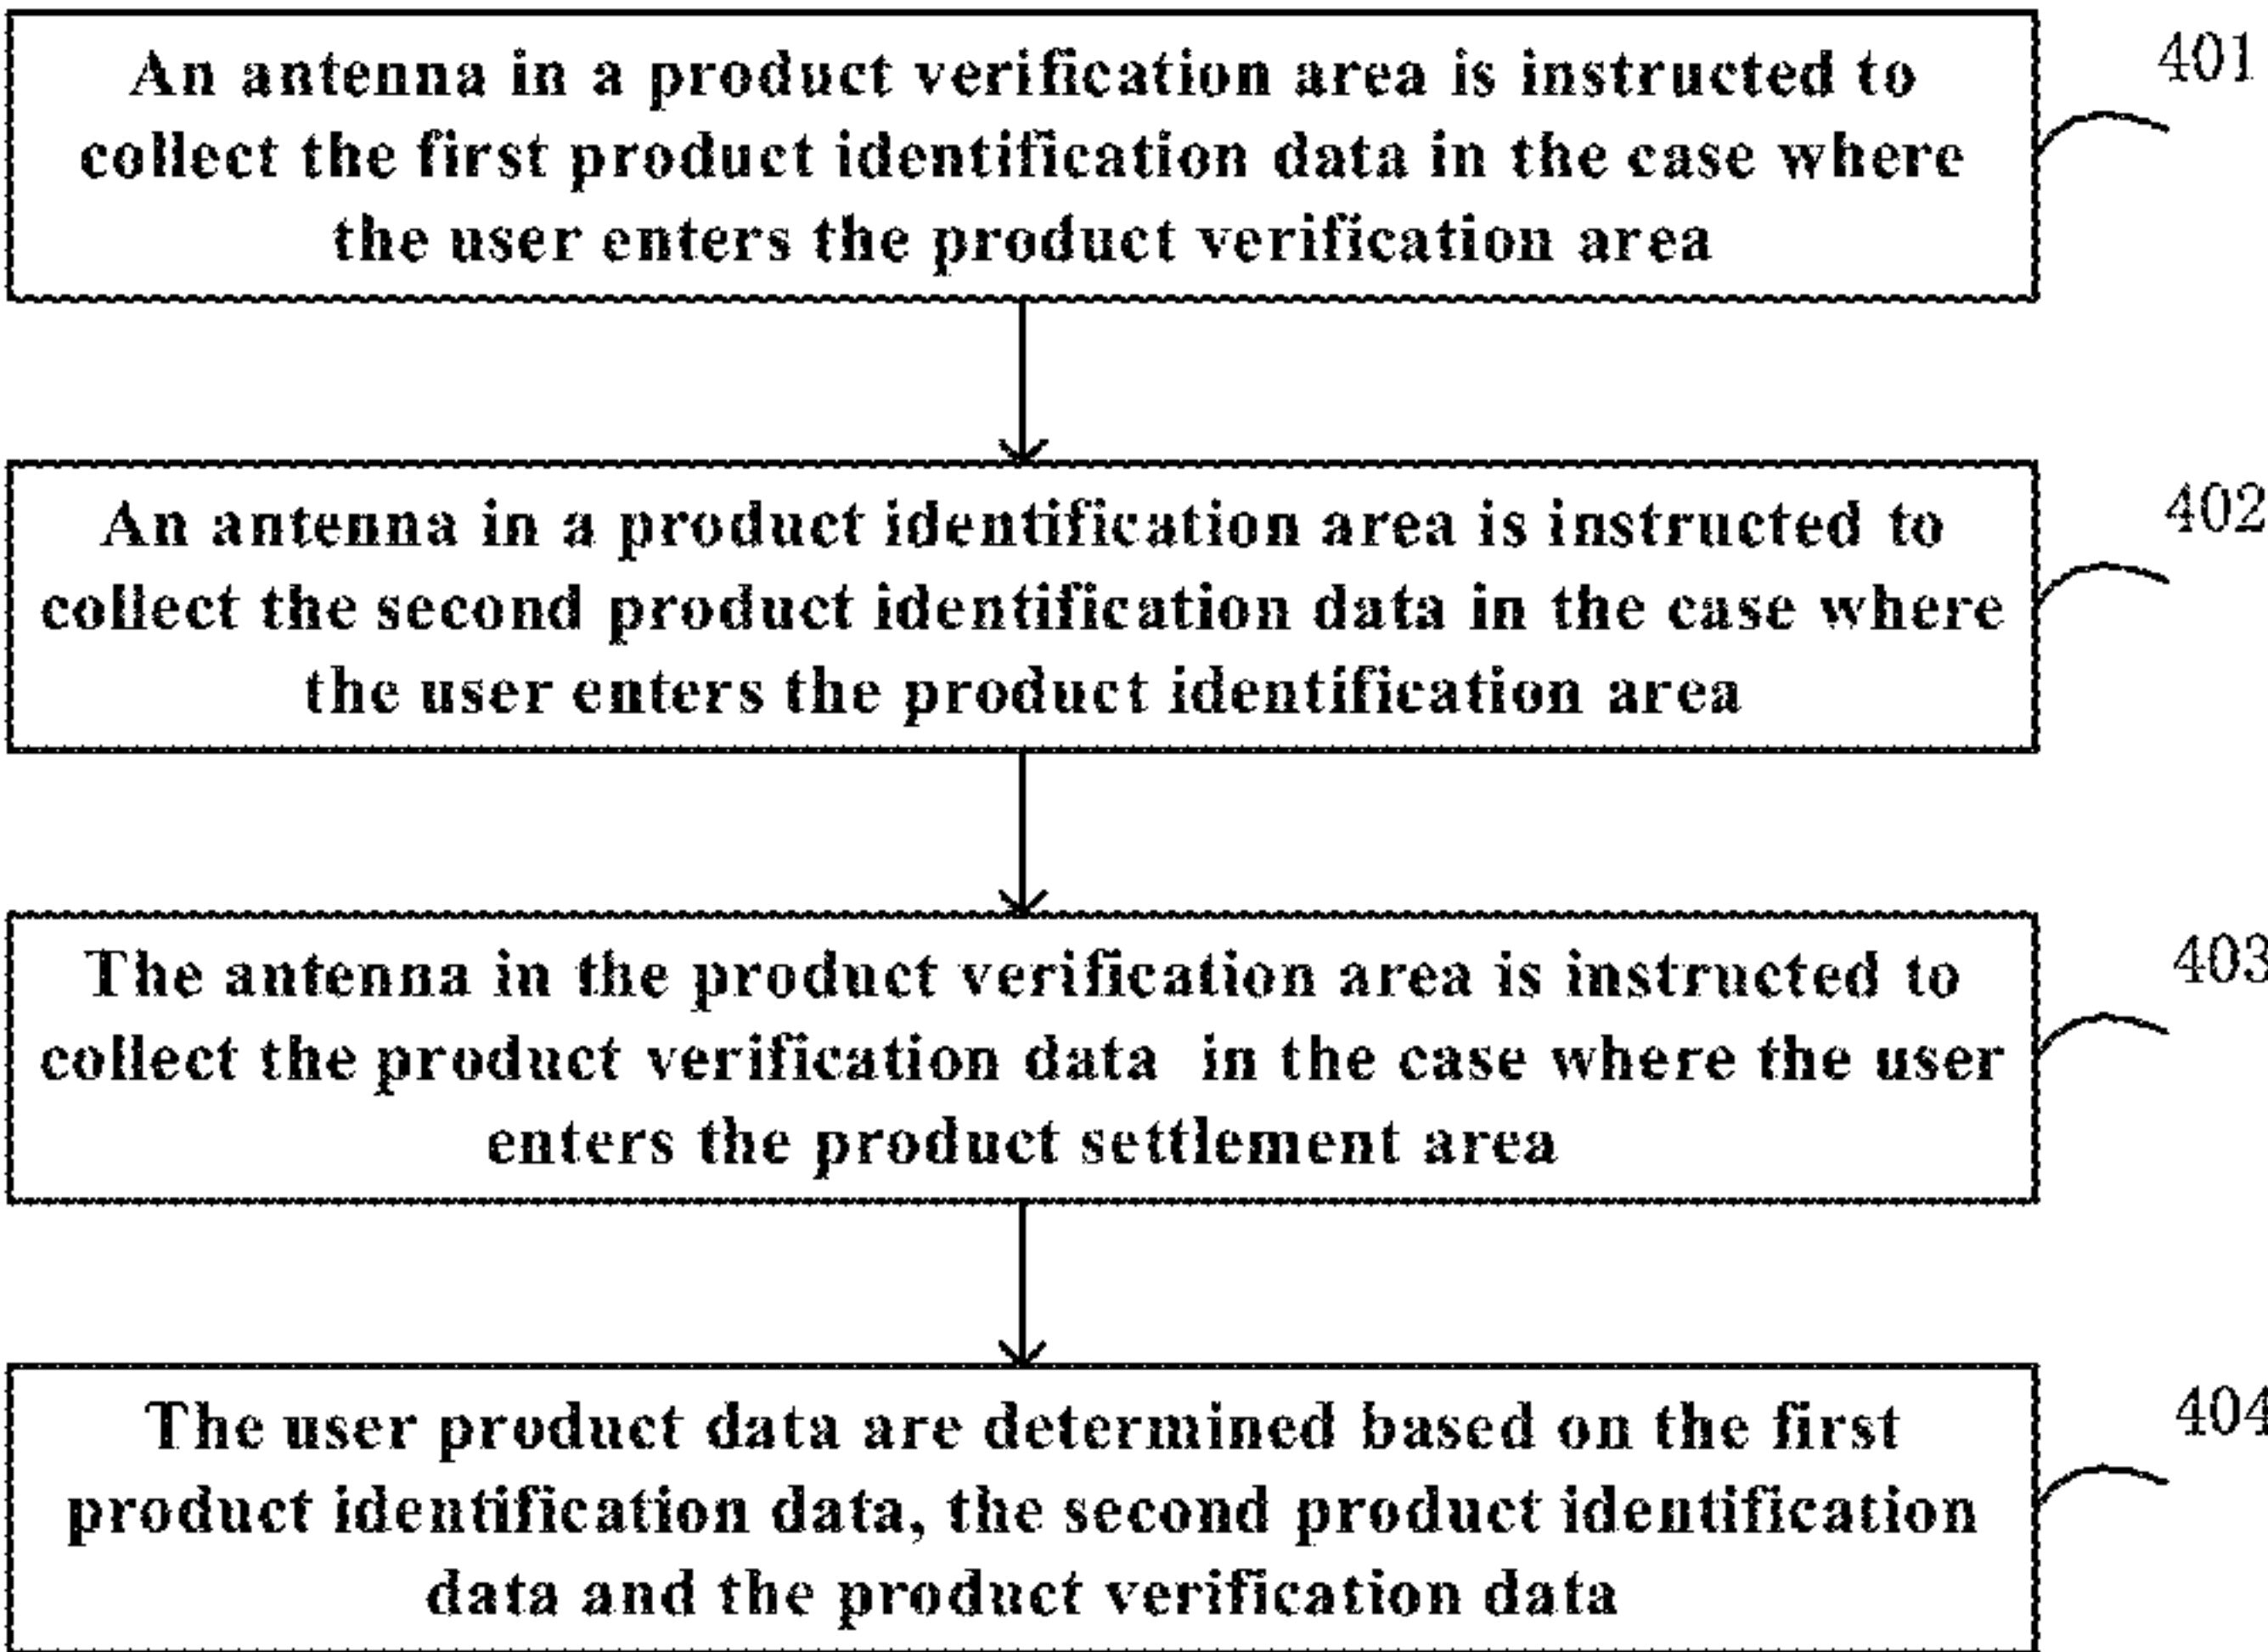 An antenna in a product verification area is instructed to
collect the first product identification data in the case where
the user enters the product verification area
401
An antenna in a product identification area is instructed to
collect the second product identification data in the case where
the user enters the product identification area
402
The antenna in the product verification area is instructed to
collect the product verification data in the case where the user
enters the product settlement area
403
The user product data are determined based on the first
product identification data, the second product identification
data and the product verification data
404